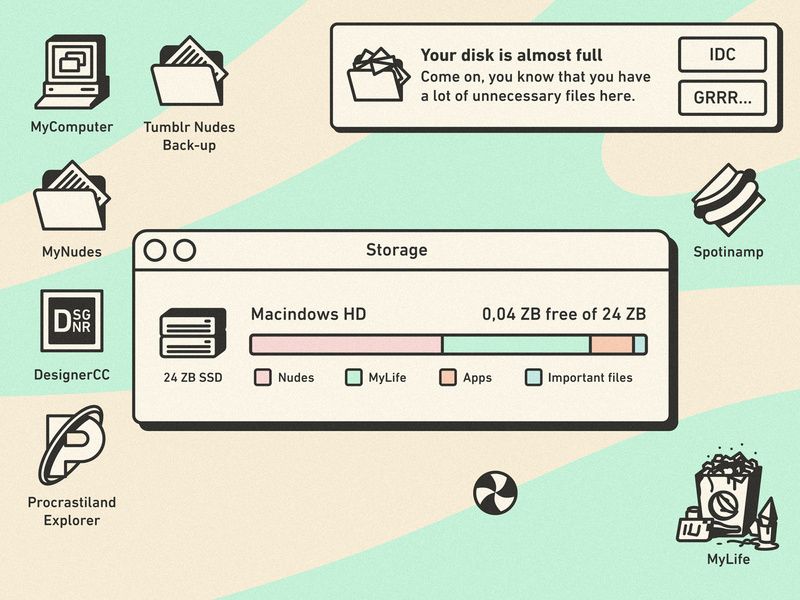 MyComputer
Tumblr Nudes
Back-up
Your disk is almost full
Come on, you know that you have
a lot of unnecessary files here.
IDC
GRRR...
MyNudes
Spotinamp
DSGNR
DesignerCC
Procrastiland
Explorer
Storage
Macindows HD
0,04 ZB free of 24 ZB
24 ZB SSD
Nudes
MyLife
Apps
Important files
MyLife